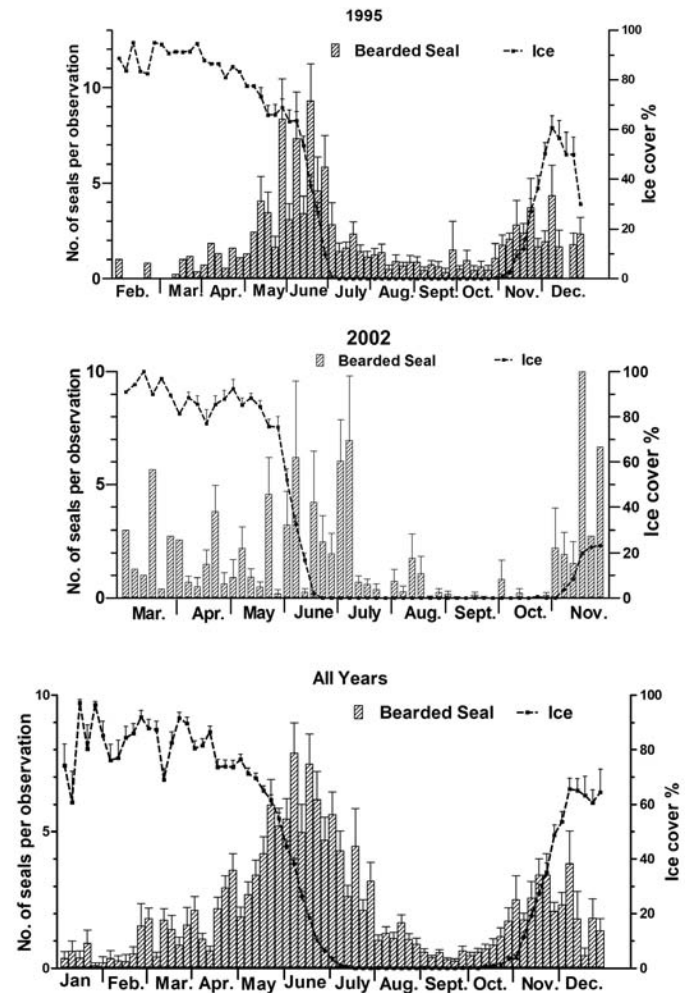 1995
Bearded Seal Ice
No. of seals per observation
10
5
0
100
80
60
40
20
0
Ice cover %
Feb. Mar. Apr. May June July Aug. Sept. Oct. Nov. Dec.
2002
Bearded Seal Ice
No. of seals per observation
10
5
0
100
80
60
40
20
0
Ice cover %
Mar. Apr. May June July Aug. Sept. Oct. Nov.
All Years
Bearded Seal Ice
No. of seals per observation
10
5
0
100
80
60
40
20
0
Ice cover %
Jan Feb. Mar. Apr. May June July Aug. Sept. Oct. Nov. Dec.